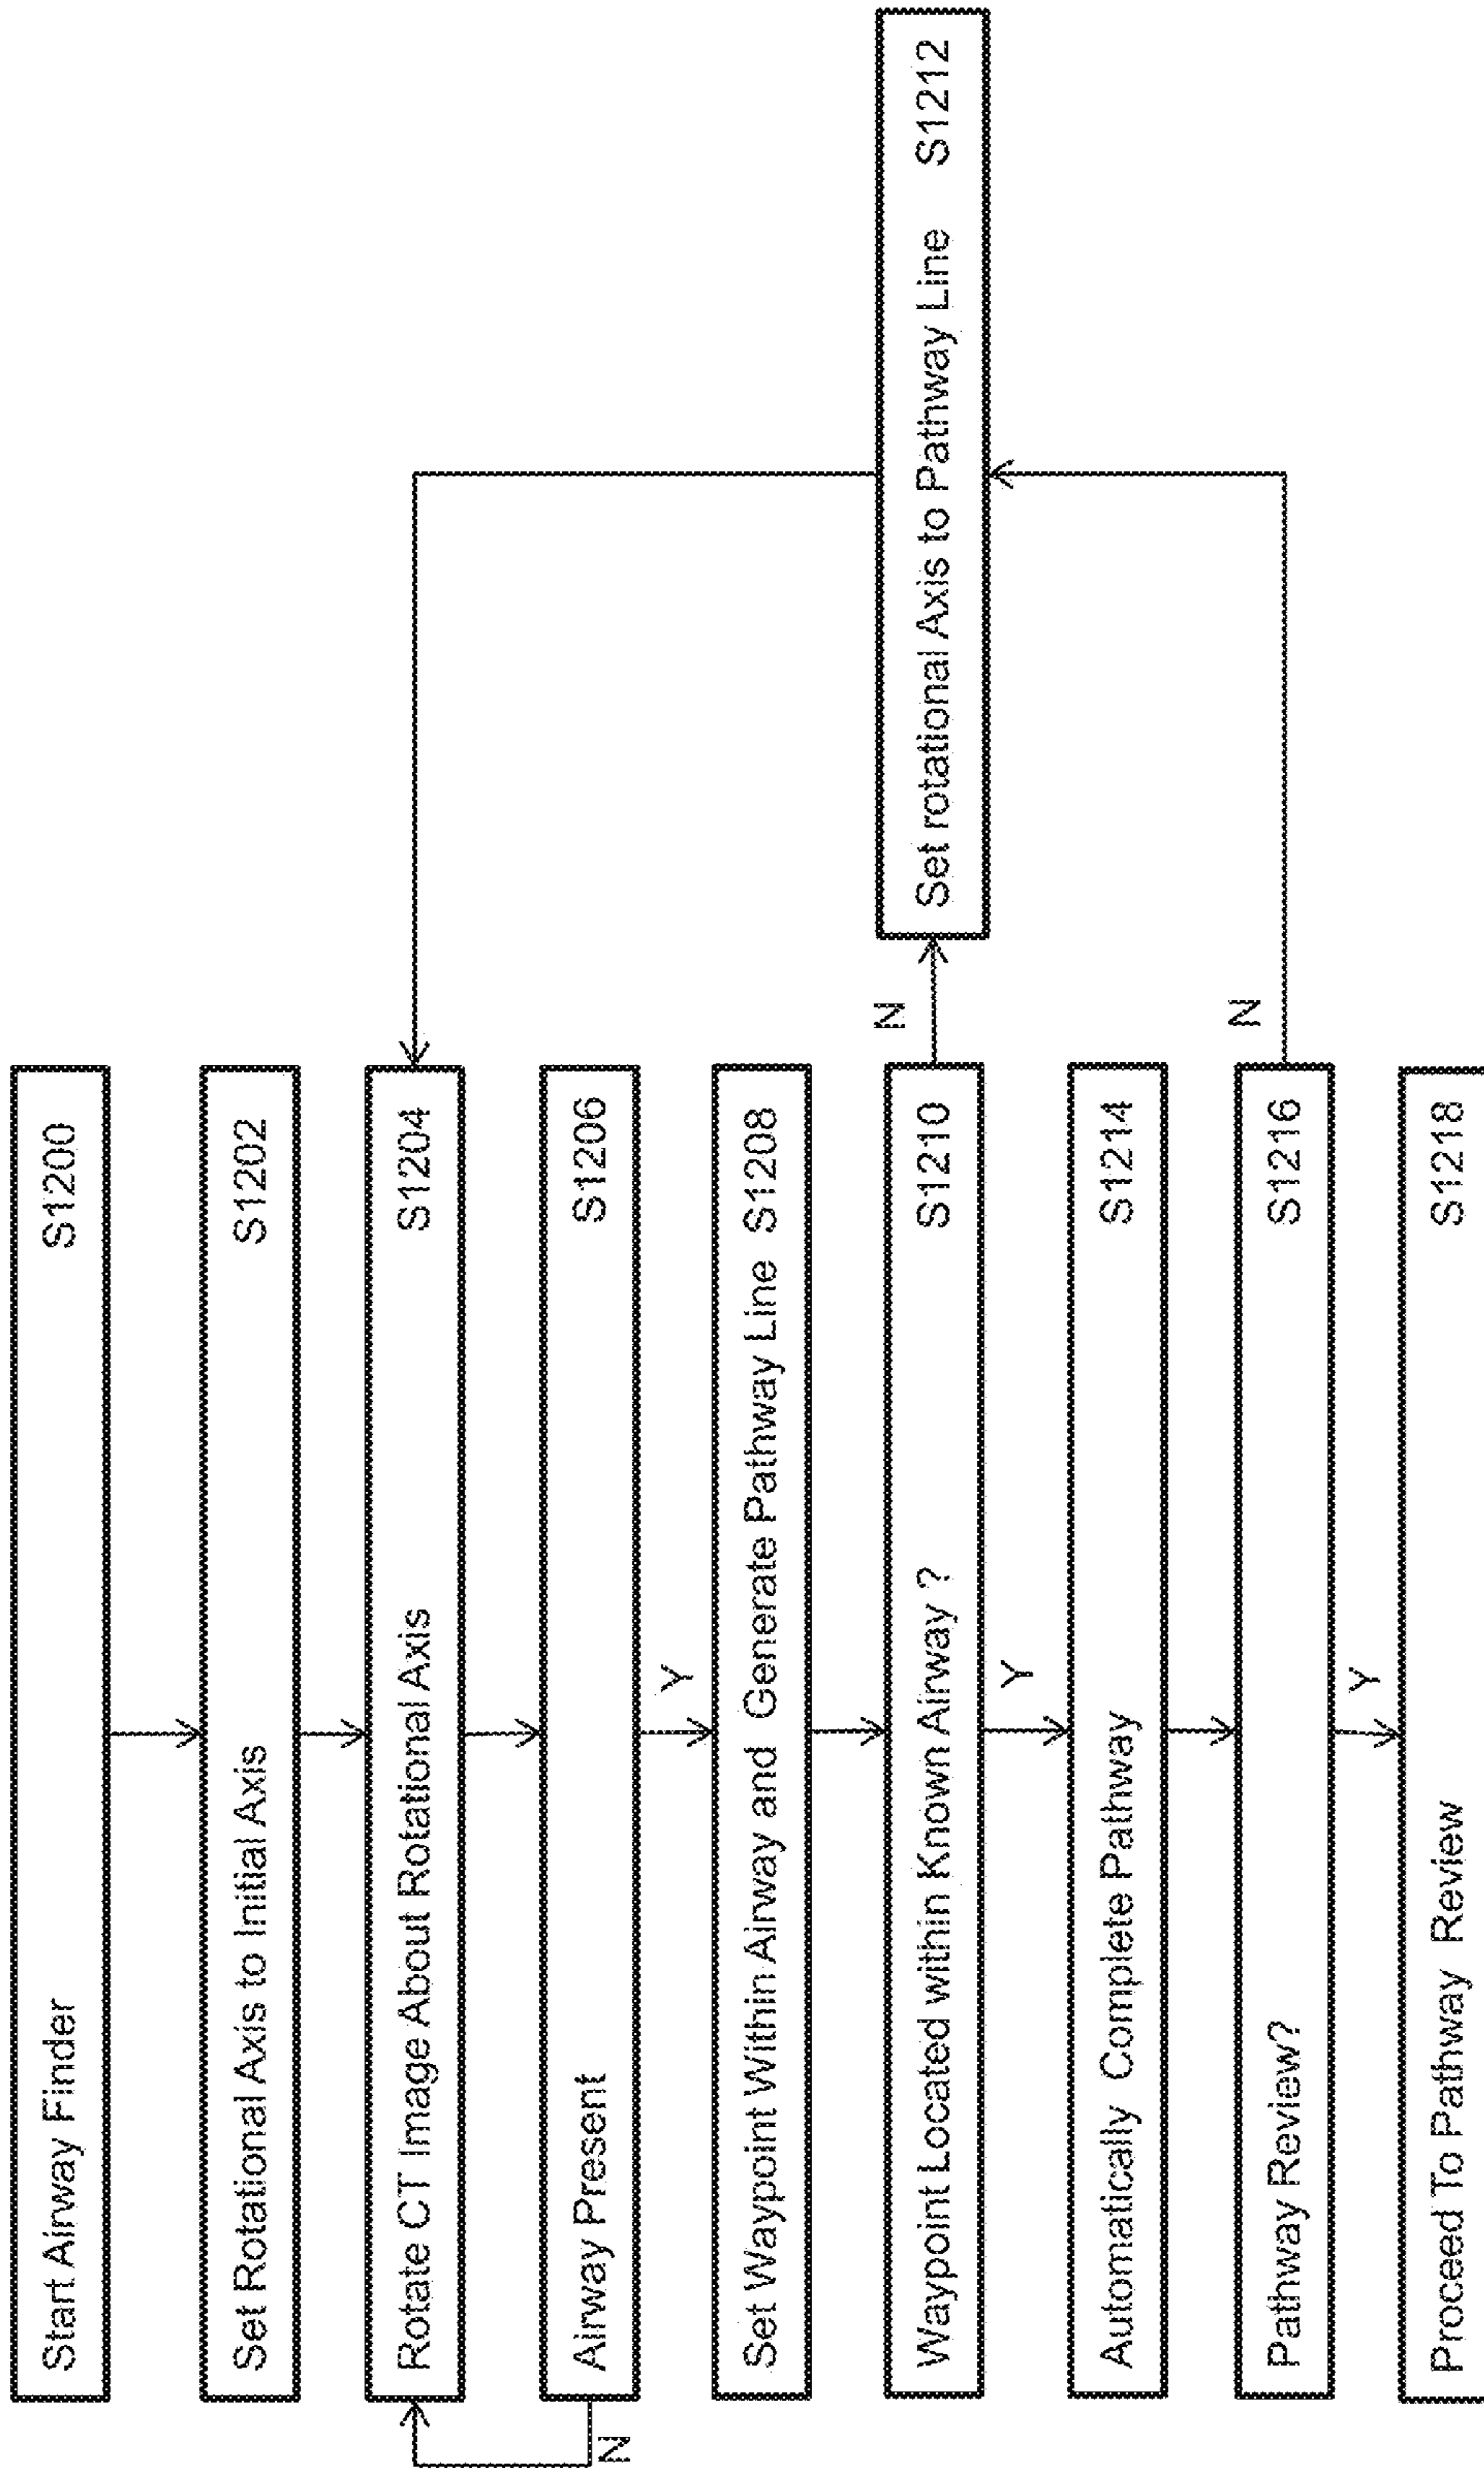 Start Airway Finder S1200
Set Rotational Axis to Initial Axis S1202
Rotate CT Image About Rotational Axis S1204
Airway Present S1206
N
Y
Set Waypoint Within Airway and Generate Pathway Line S1208
Waypoint Located within Known Airway ? S1210
N
Set rotational Axis to Pathway Line S1212
Y
Automatically Complete Pathway S1214
Pathway Review? S1216
N
Y
Proceed To Pathway Review S1218